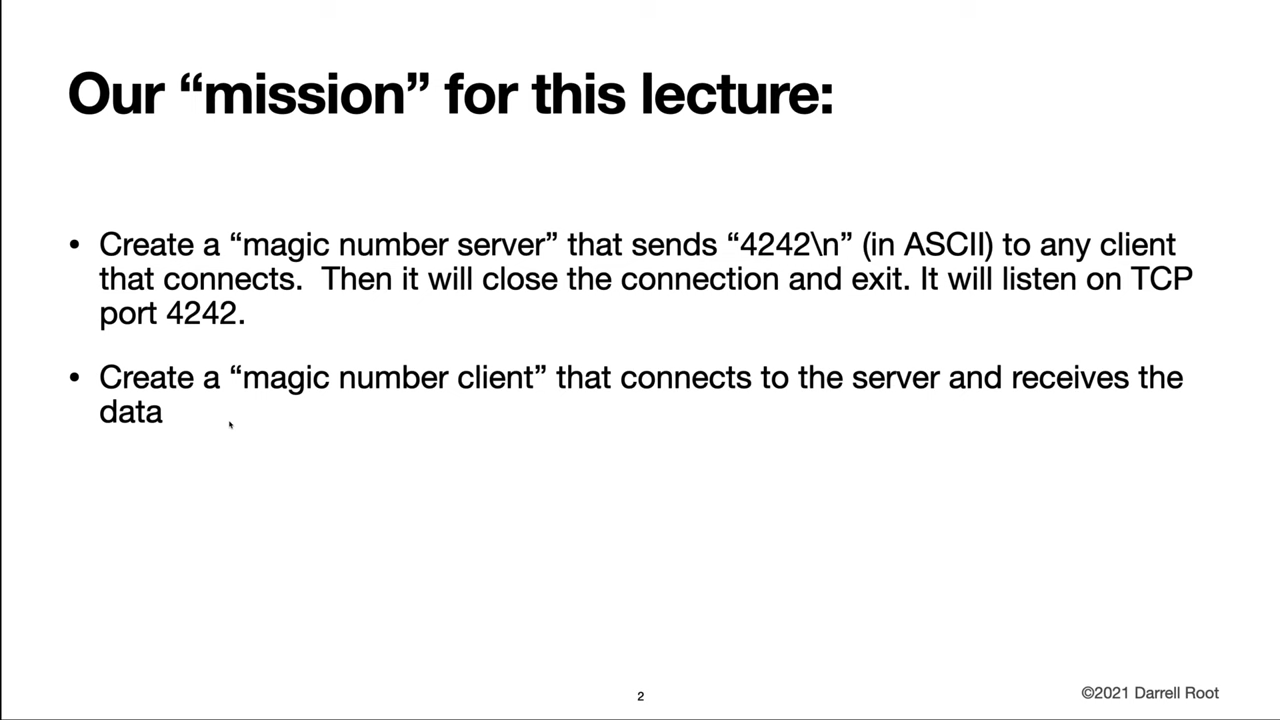 Our “mission” for this lecture:
• Create a “magic number server” that sends “4242\n” (in ASCII) to any client
that connects.  Then it will close the connection and exit. It will listen on TCP
port 4242.
• Create a “magic number client” that connects to the server and receives the
data
2
©2021 Darrell Root